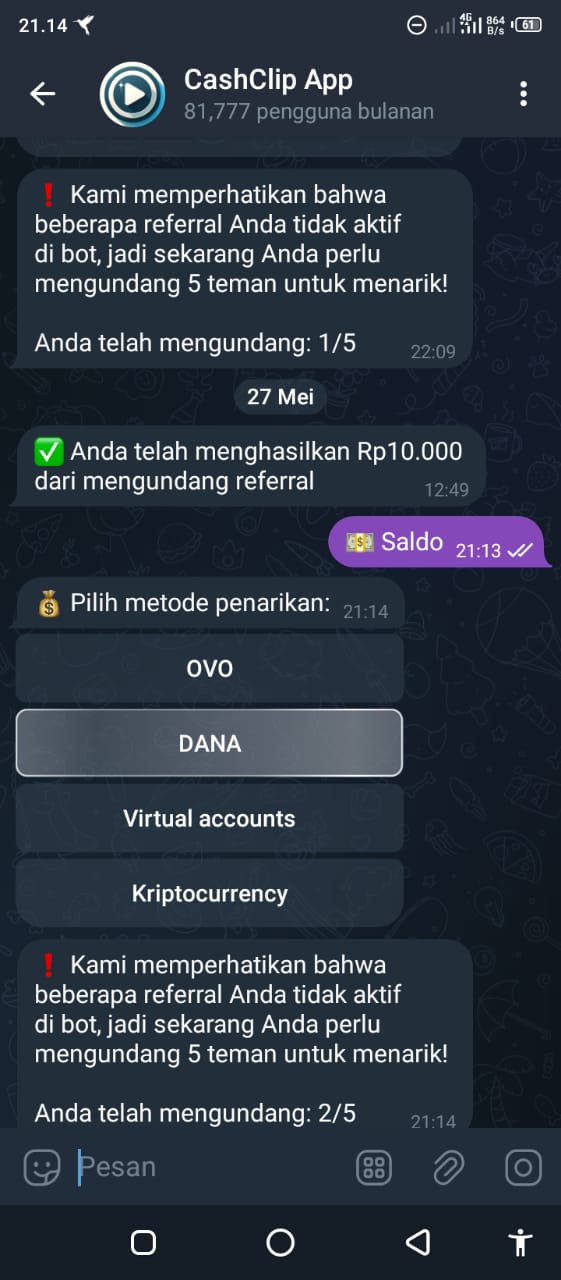 21.14
4G
864
B/s
61
CashClip App
81,777 pengguna bulanan
❗ Kami memperhatikan bahwa
beberapa referral Anda tidak aktif
di bot, jadi sekarang Anda perlu
mengundang 5 teman untuk menarik!
Anda telah mengundang: 1/5
22:09
27 Mei
✅ Anda telah menghasilkan Rp10.000
dari mengundang referral
12:49
💵 Saldo 21:13
💰 Pilih metode penarikan: 21:14
OVO
DANA
Virtual accounts
Kriptocurrency
❗ Kami memperhatikan bahwa
beberapa referral Anda tidak aktif
di bot, jadi sekarang Anda perlu
mengundang 5 teman untuk menarik!
Anda telah mengundang: 2/5
21:14
Pesan